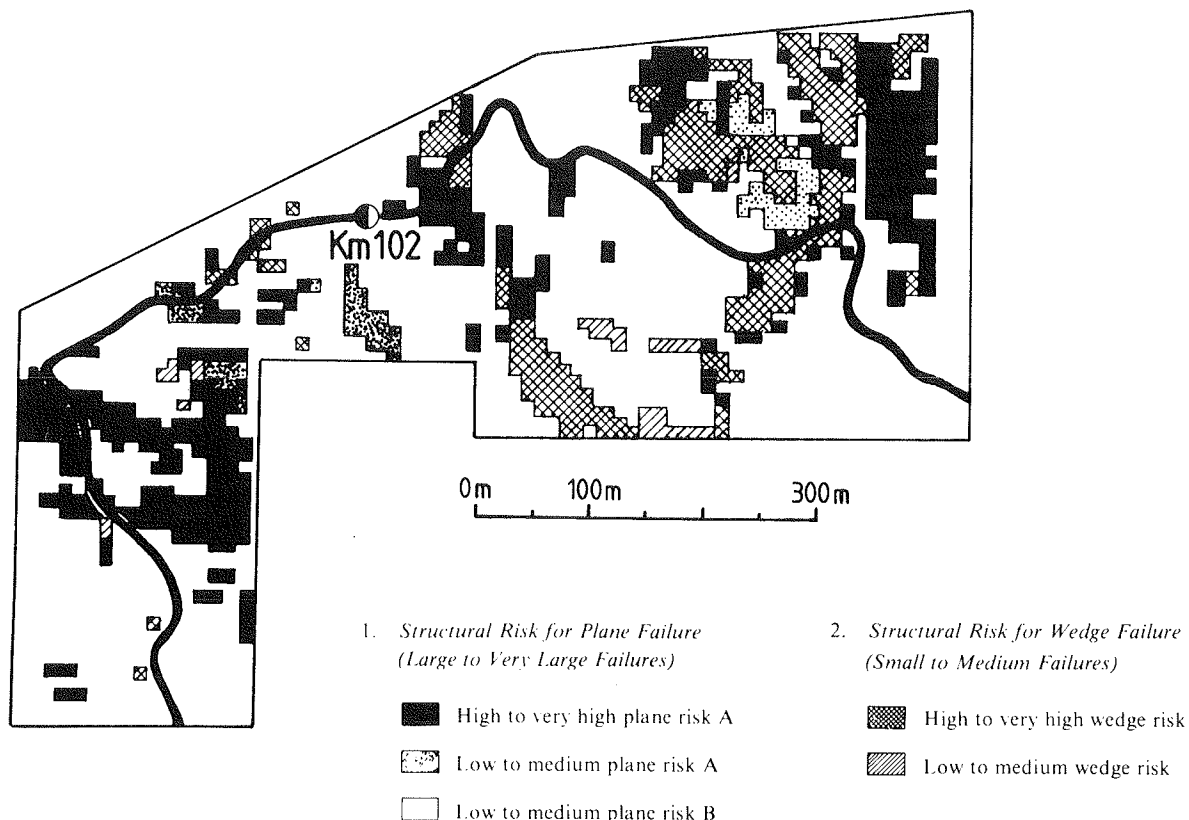 Km 102
0m 100m 300m
1. Structural Risk for Plane Failure
(Large to Very Large Failures)
High to very high plane risk A
Low to medium plane risk A
Low to medium plane risk B
2. Structural Risk for Wedge Failure
(Small to Medium Failures)
High to very high wedge risk
Low to medium wedge risk